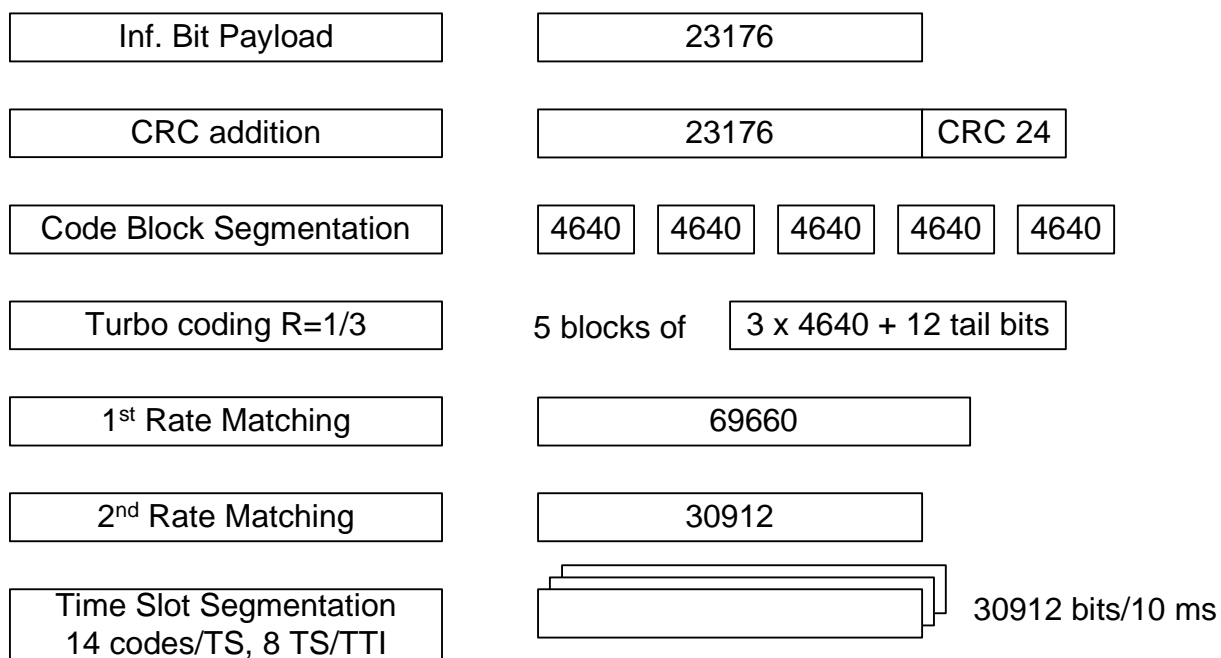 Inf. Bit Payload 23176
CRC addition 23176 CRC 24
Code Block Segmentation 4640 4640 4640 4640 4640
Turbo coding R=1/3 5 blocks of 3 x 4640 + 12 tail bits
1st Rate Matching 69660
2nd Rate Matching 30912
Time Slot Segmentation
14 codes/TS, 8 TS/TTI
30912 bits/10 ms